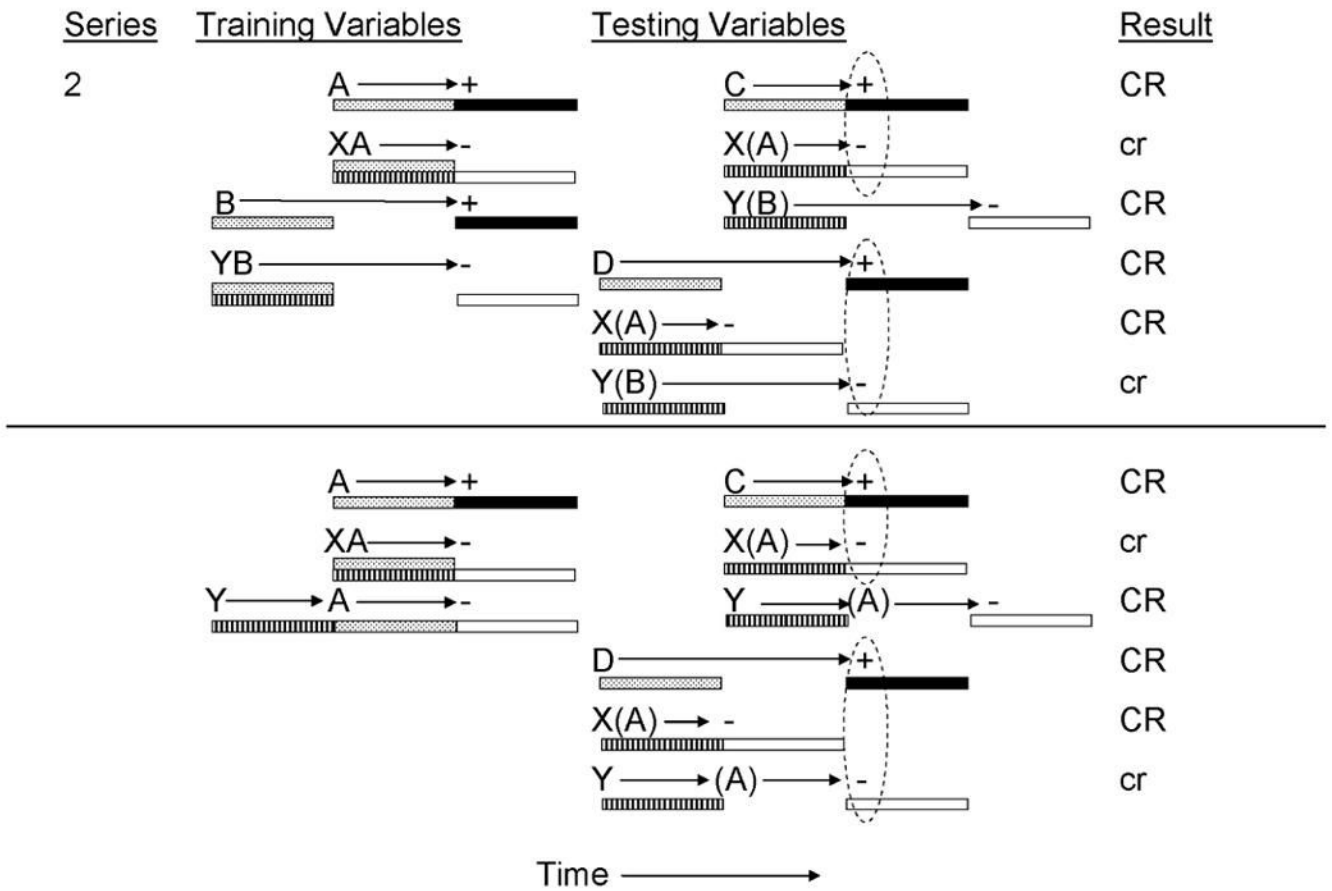 Series Training Variables Testing Variables Result
2 A + C + CR
XA - X(A) - cr
B + Y(B) - CR
YB - D + CR
X(A) - CR
Y(B) - cr
A + C + CR
XA - X(A) - cr
Y A - Y (A) - CR
D + CR
X(A) - CR
Y (A) - cr
Time